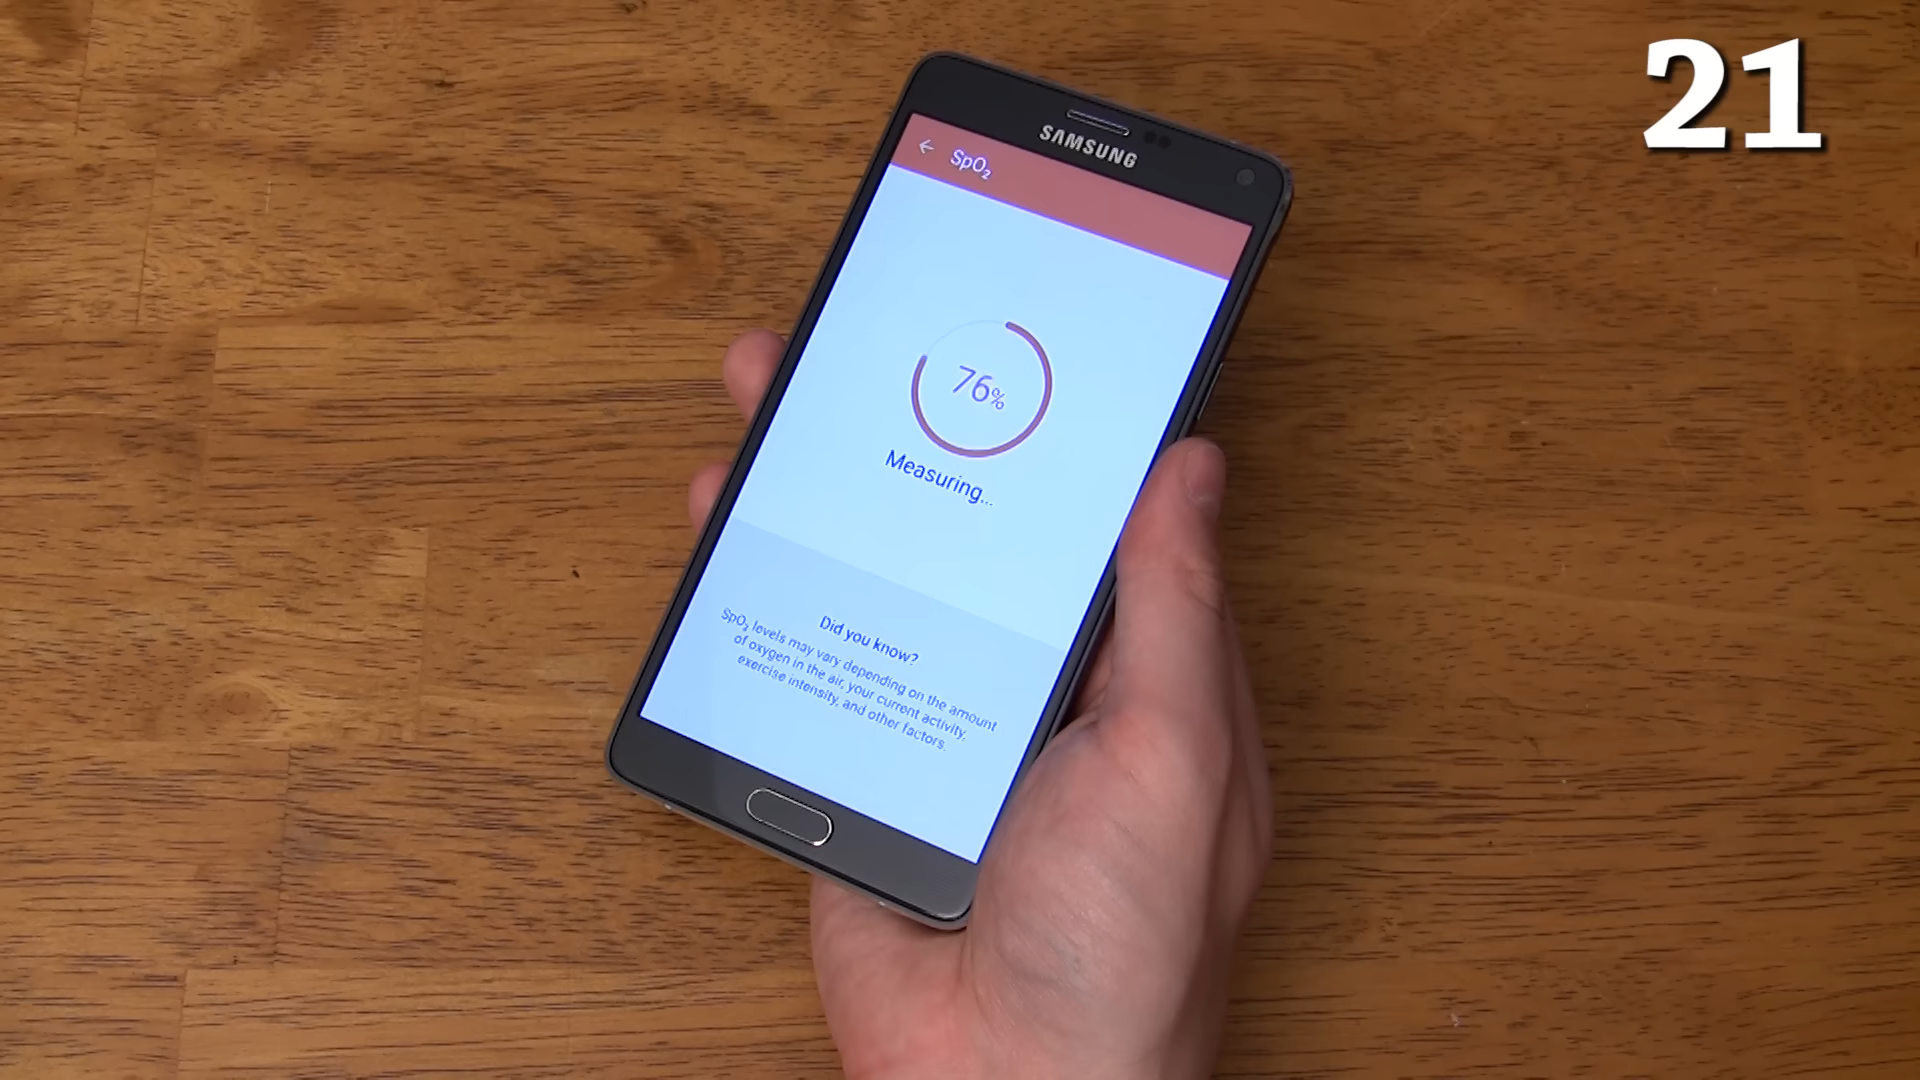 21
SAMSUNG
← SpO₂
76%
Measuring...
Did you know?
SpO₂ levels may vary depending on the amount
of oxygen in the air, your current activity,
exercise intensity, and other factors.